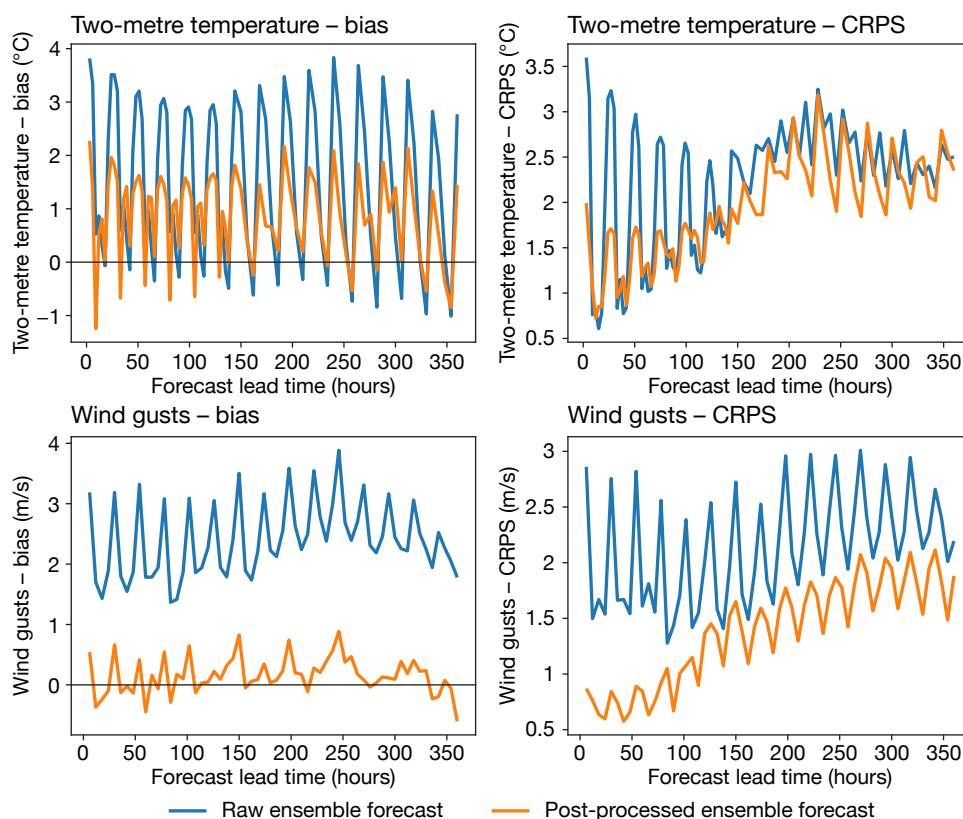 Two-metre temperature – bias
Two-metre temperature – bias (°C)
4
3
2
1
0
−1
0 50 100 150 200 250 300 350
Forecast lead time (hours)
Two-metre temperature – CRPS
Two-metre temperature – CRPS (°C)
3.5
3
2.5
2
1.5
1
0.5
0 50 100 150 200 250 300 350
Forecast lead time (hours)
Wind gusts – bias
Wind gusts – bias (m/s)
4
3
2
1
0
0 50 100 150 200 250 300 350
Forecast lead time (hours)
Wind gusts – CRPS
Wind gusts – CRPS (m/s)
3
2.5
2
1.5
1
0.5
0 50 100 150 200 250 300 350
Forecast lead time (hours)
Raw ensemble forecast
Post-processed ensemble forecast